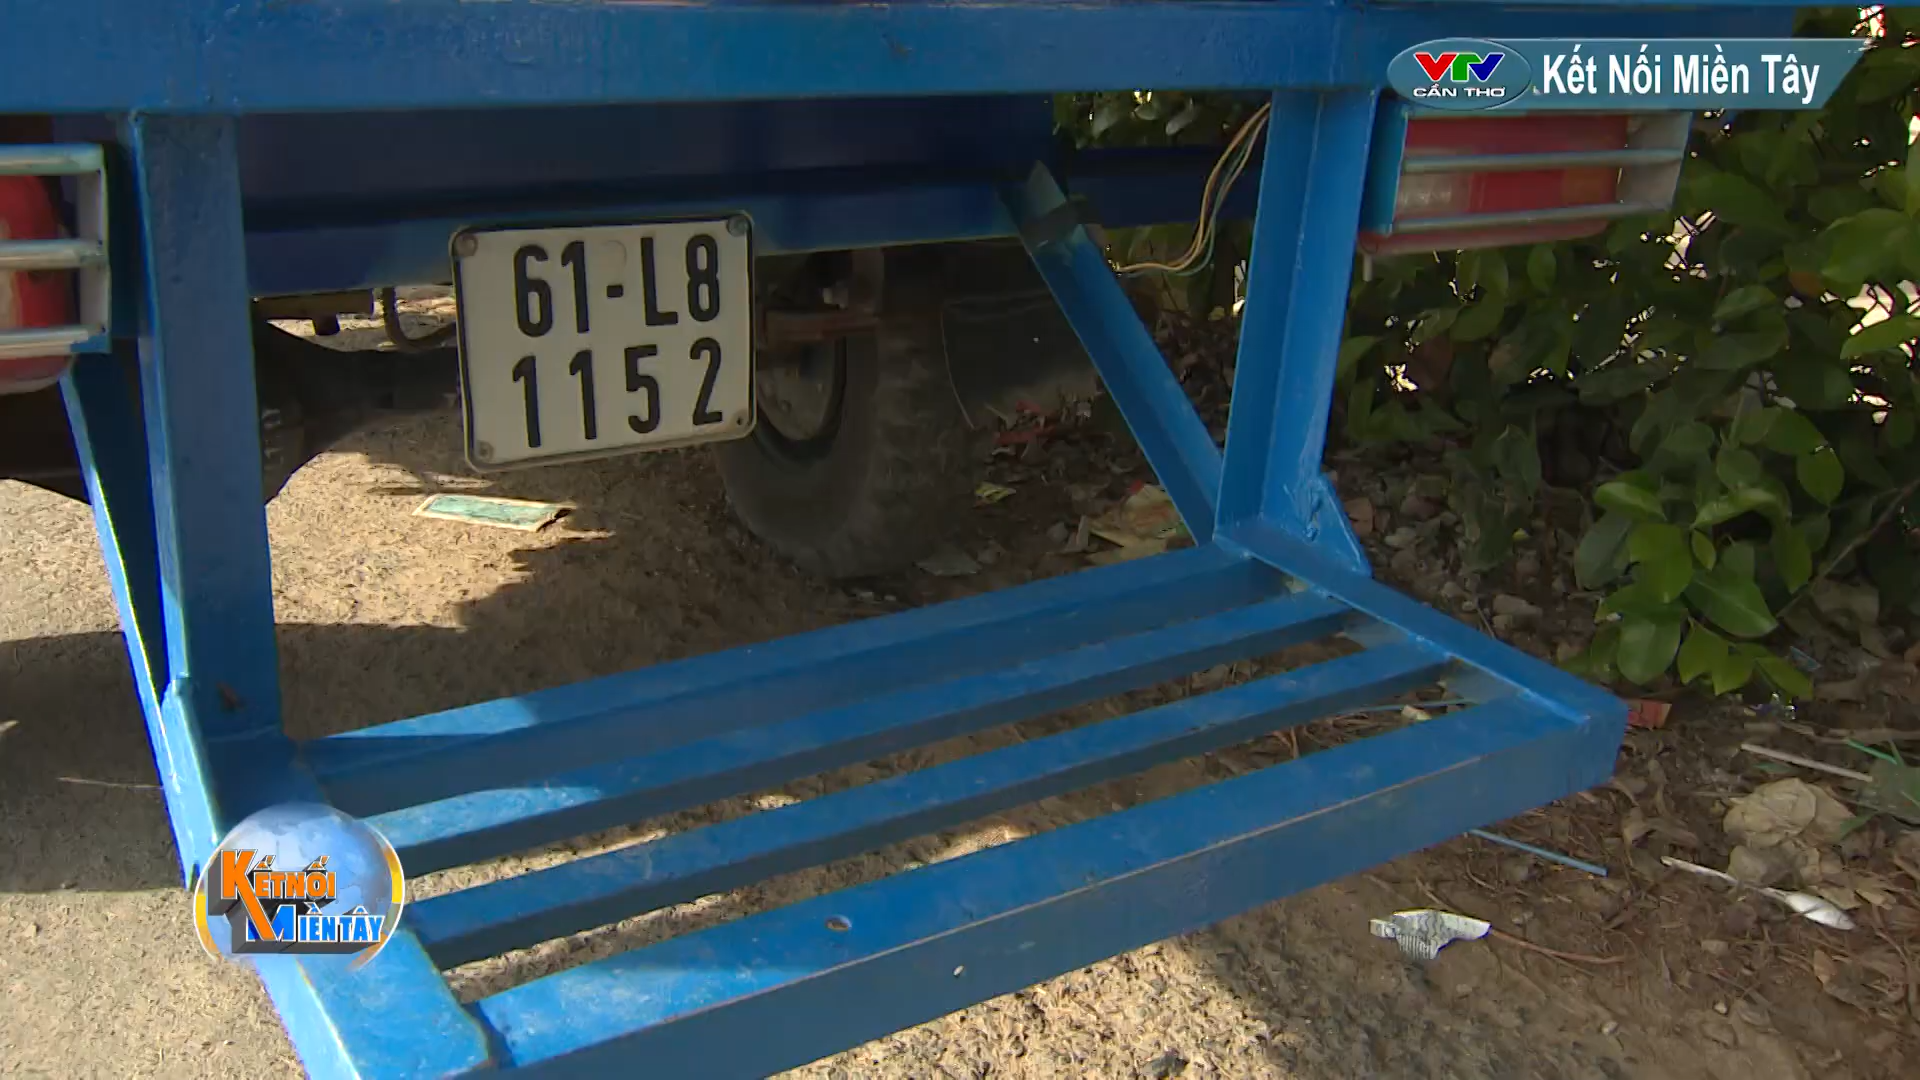 VTV
CẦN THƠ
Kết Nối Miền Tây
61-L8
1152
KẾT NỐI
MIỀN TÂY